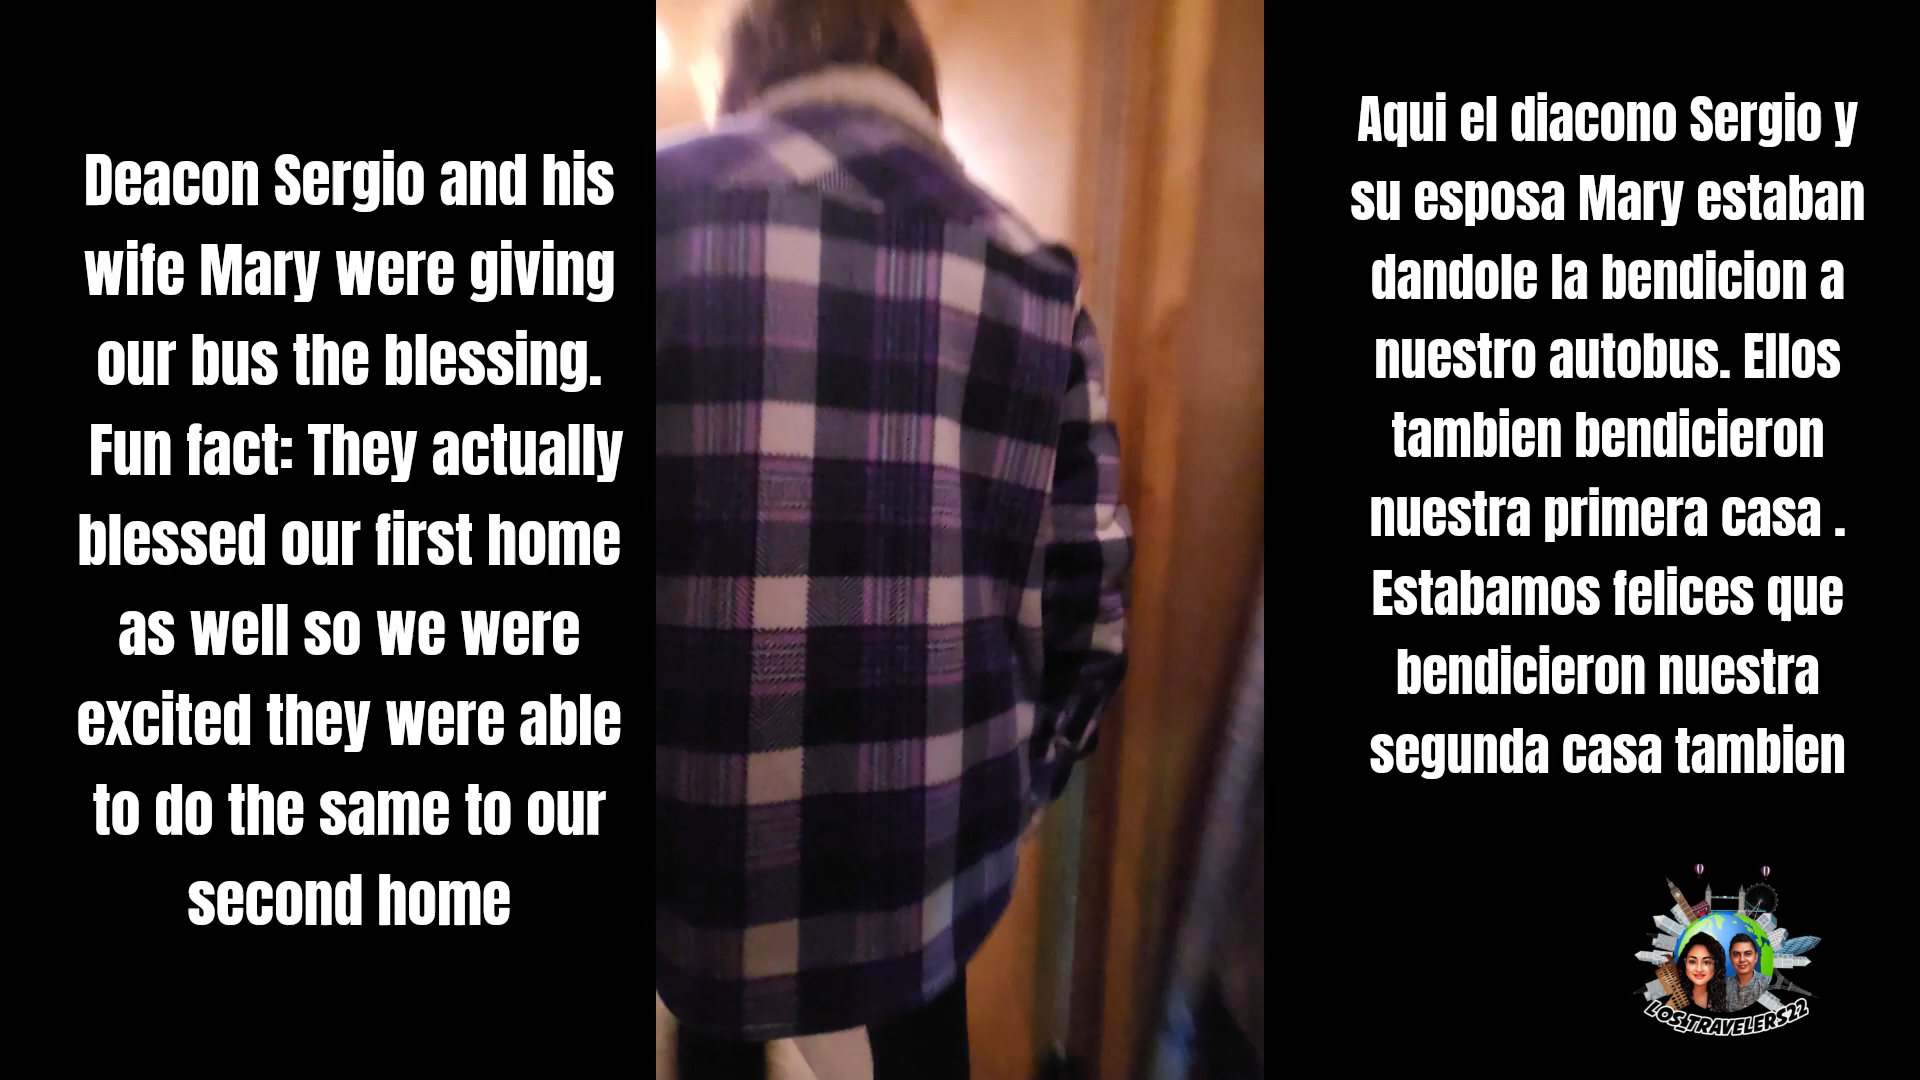 Deacon Sergio and his
wife Mary were giving
our bus the blessing.
Fun fact: They actually
blessed our first home
as well so we were
excited they were able
to do the same to our
second home
Aqui el diacono Sergio y
su esposa Mary estaban
dandole la bendicion a
nuestro autobus. Ellos
tambien bendicieron
nuestra primera casa .
Estabamos felices que
bendicieron nuestra
segunda casa tambien
LOS_TRAVELERS22